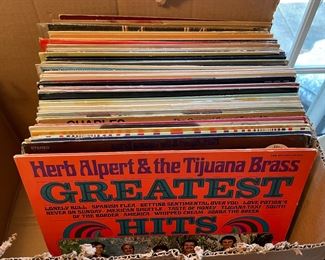 STEREO
Herb Alpert & the Tijuana Brass
GREATEST
LONELY BULL · SPANISH FLEA · GETTING SENTIMENTAL OVER YOU · LOVE POTION #9
NEVER ON SUNDAY · MEXICAN SHUFFLE · TASTE OF HONEY · TIJUANA TAXI · SOUTH
OF THE BORDER · AMERICA · WHIPPED CREAM · ZORBA THE GREEK
HITS